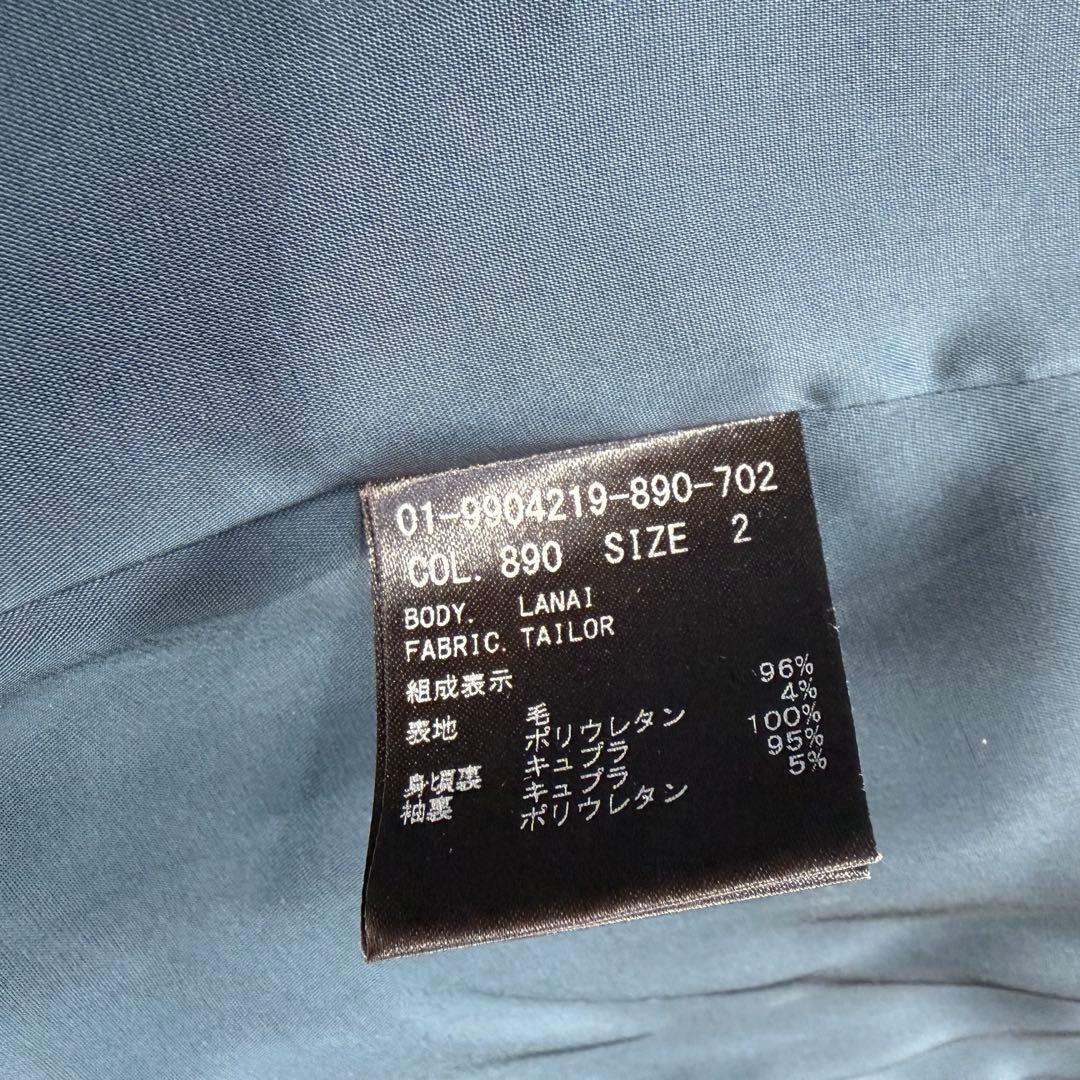 01-9904219-890-702
COL. 890 SIZE 2
BODY. LANAI
FABRIC. TAILOR
組成表示
表地 毛 96%
ポリウレタン 4%
身頃裏 キュプラ 100%
袖裏 キュプラ 95%
ポリウレタン 5%